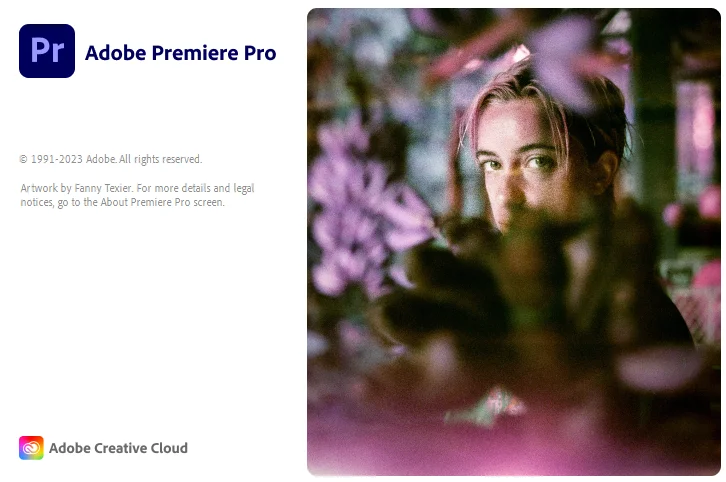 Pr Adobe Premiere Pro
© 1991-2023 Adobe. All rights reserved.
Artwork by Fanny Texier. For more details and legal
notices, go to the About Premiere Pro screen.
Adobe Creative Cloud